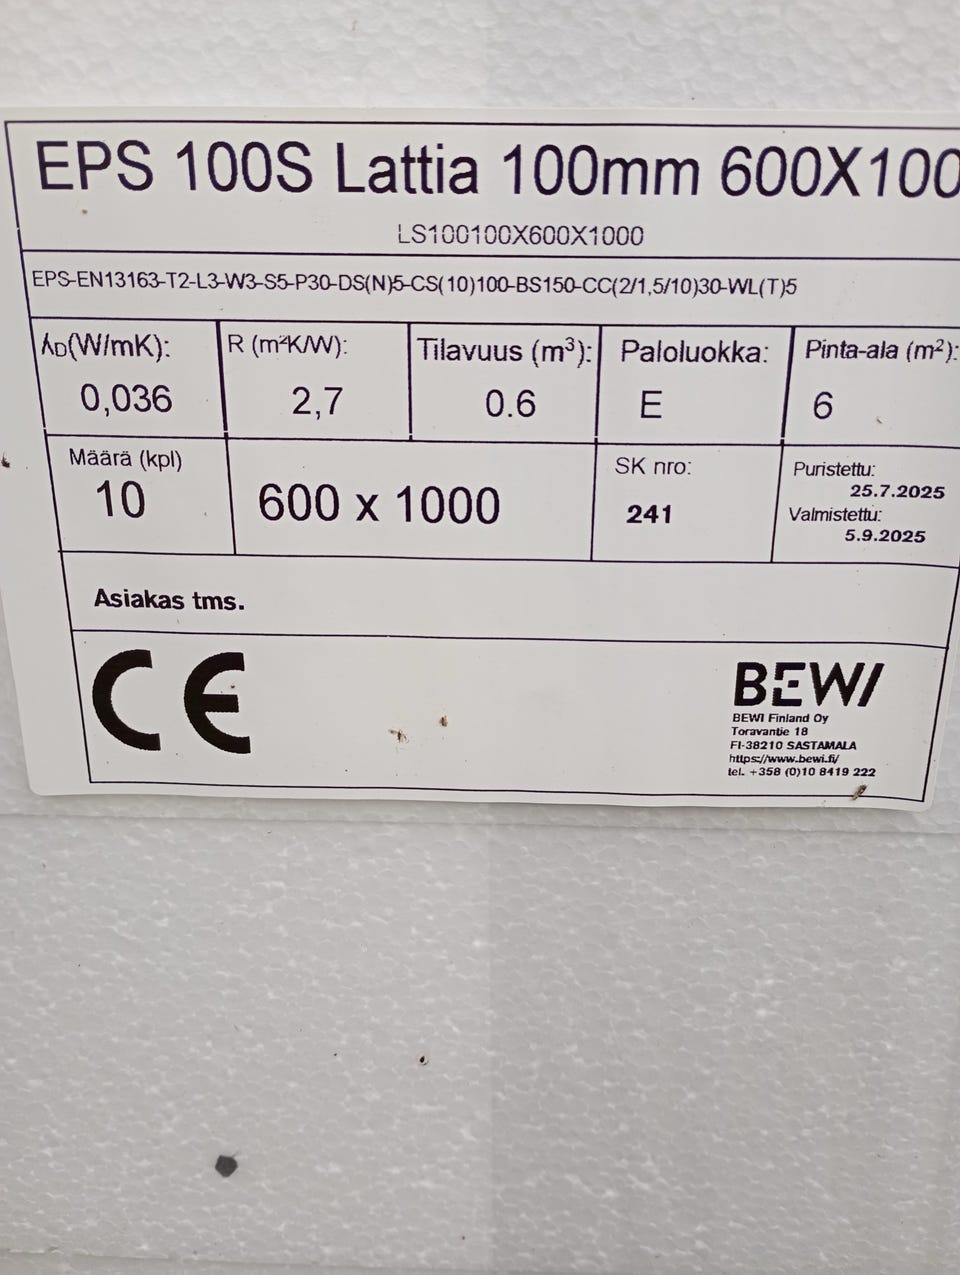 EPS 100S Lattia 100mm 600X100
LS100100X600X1000
EPS-EN13163-T2-L3-W3-S5-P30-DS(N)5-CS(10)100-BS150-CC(2/1,5/10)30-WL(T)5
λD(W/mK):
0,036
R (m²K/W):
2,7
Tilavuus (m³):
0.6
Paloluokka:
E
Pinta-ala (m²):
6
Määrä (kpl)
10
600 x 1000
SK nro:
241
Puristettu:
25.7.2025
Valmistettu:
5.9.2025
Asiakas tms.
CE
BEWI
BEWI Finland Oy
Toravantie 18
FI-38210 SASTAMALA
https://www.bewi.fi/
tel. +358 (0)10 8419 222